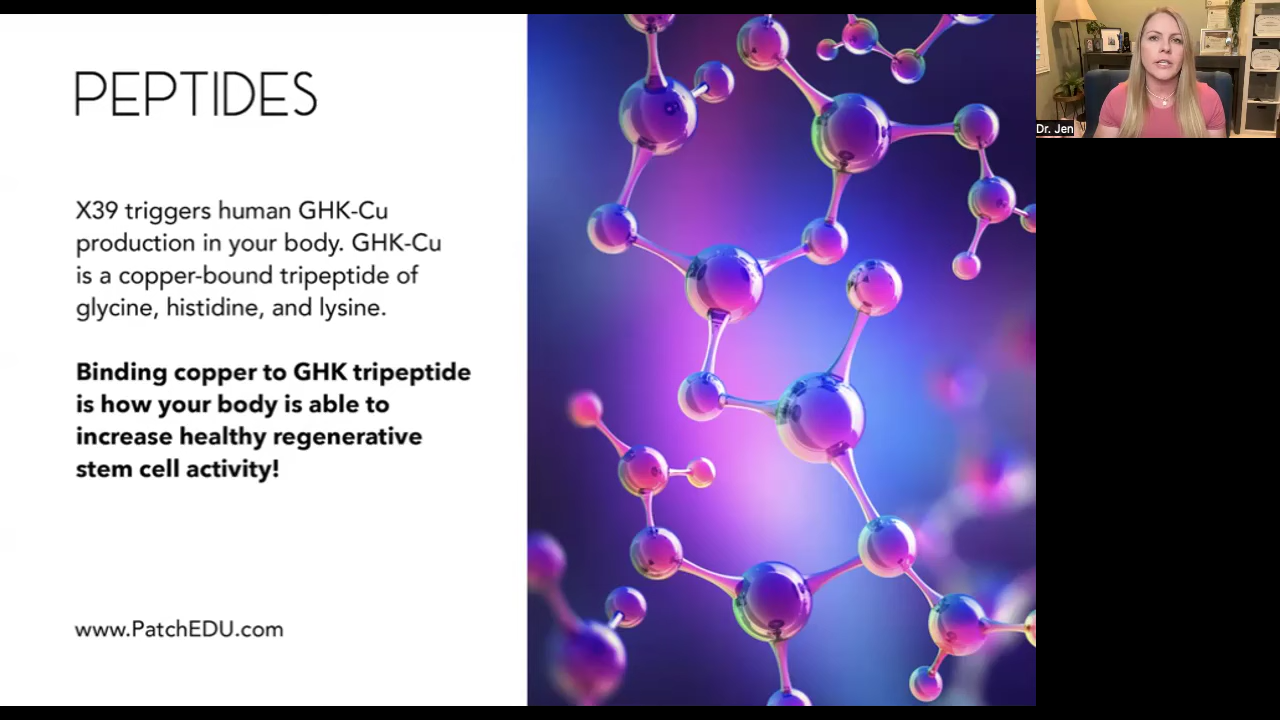 PEPTIDES
X39 triggers human GHK-Cu
production in your body. GHK-Cu
is a copper-bound tripeptide of
glycine, histidine, and lysine.
Binding copper to GHK tripeptide
is how your body is able to
increase healthy regenerative
stem cell activity!
www.PatchEDU.com
Dr. Jen